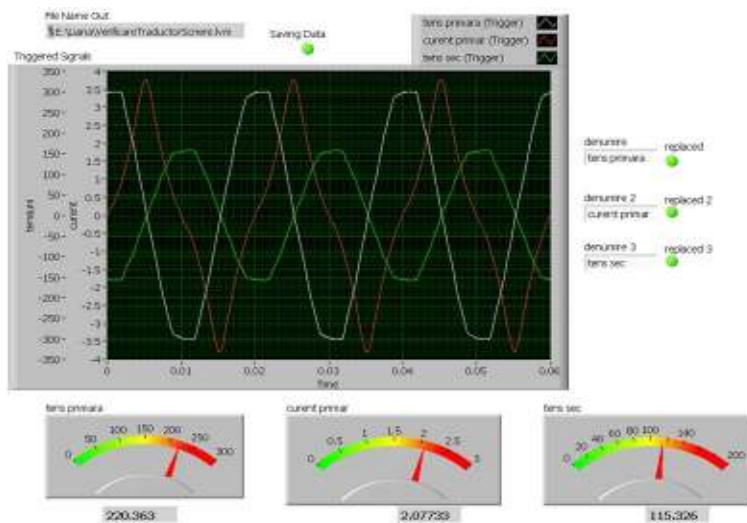 File Name Out
Saving Data
tens primara (Trigger)
curent primar (Trigger)
tens sec (Trigger)
Triggered Signals
350
300
250
200
150
100
50
0
-50
-100
-150
-200
-250
-300
-350
tensiuni
4
3.5
3
2.5
2
1.5
1
0.5
0
-0.5
-1
-1.5
-2
-2.5
-3
-3.5
-4
curent
0 0.01 0.02 0.03 0.04 0.05 0.06
Time
denumire replaced
tens primara
denumire 2 replaced 2
curent primar
denumire 3 replaced 3
tens sec
tens primara
0 50 100 150 200 250 300
220.363
curent primar
0 0.5 1 1.5 2 2.5 3
2.07733
tens sec
0 20 40 60 80 100 140 200
115.326